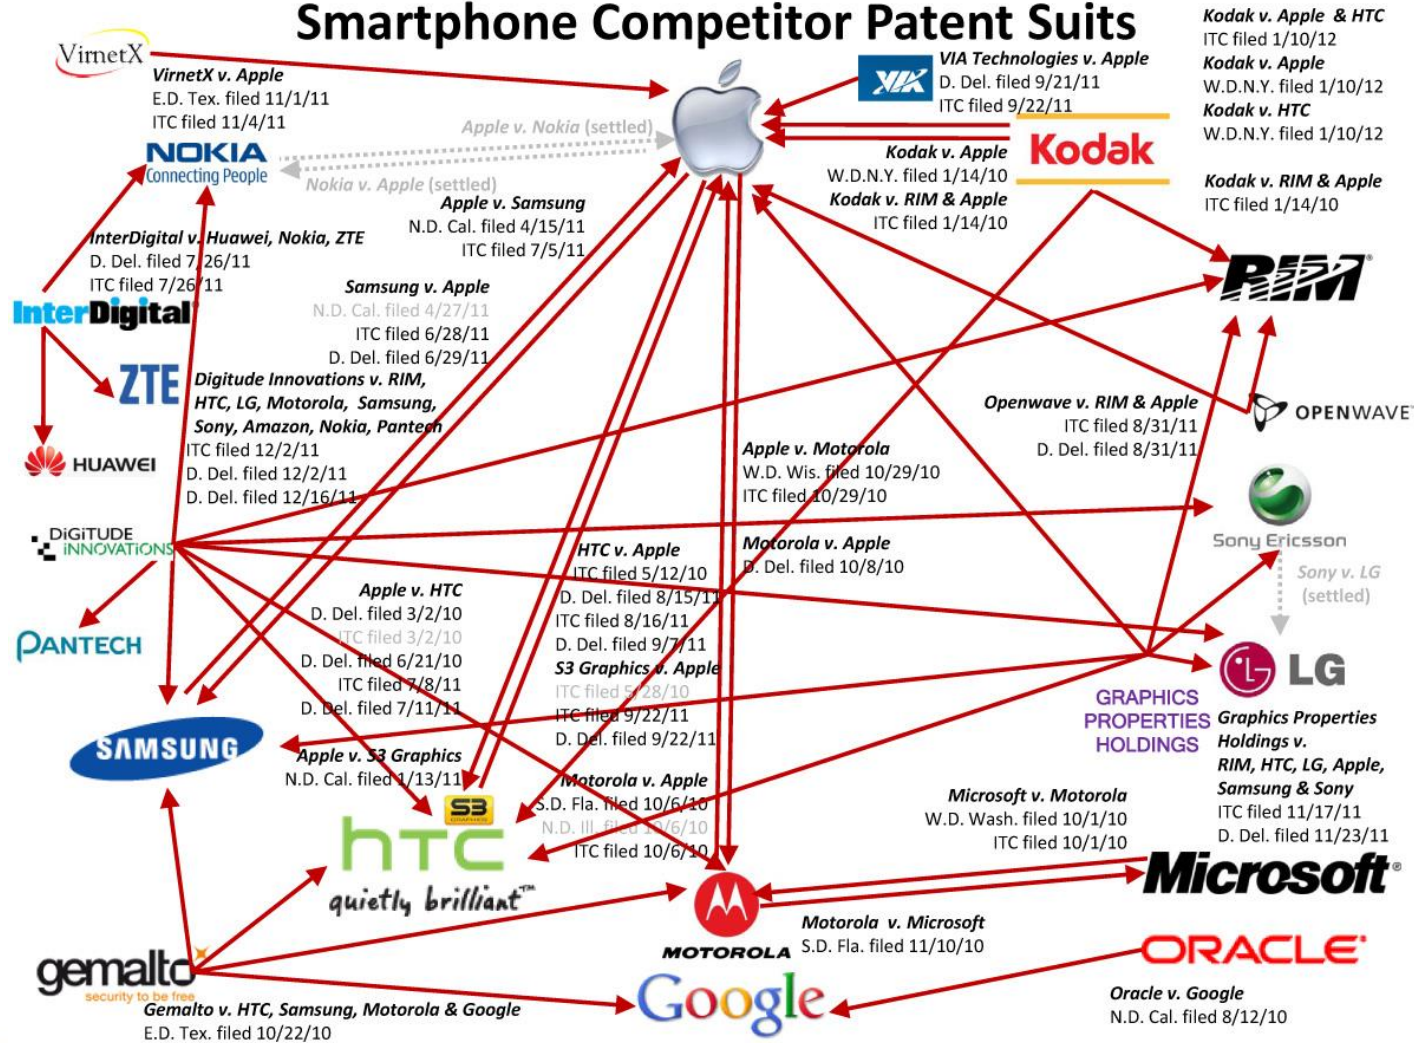 Smartphone Competitor Patent Suits
VirnetX
VirnetX v. Apple
E.D. Tex. filed 11/1/11
ITC filed 11/4/11
VIA
VIA Technologies v. Apple
D. Del. filed 9/21/11
ITC filed 9/22/11
Kodak v. Apple & HTC
ITC filed 1/10/12
Kodak v. Apple
W.D.N.Y. filed 1/10/12
Kodak v. HTC
W.D.N.Y. filed 1/10/12
Kodak v. RIM & Apple
ITC filed 1/14/10
Kodak
Kodak v. Apple
W.D.N.Y. filed 1/14/10
Kodak v. RIM & Apple
ITC filed 1/14/10
NOKIA
Connecting People
Apple v. Nokia (settled)
Nokia v. Apple (settled)
Apple v. Samsung
N.D. Cal. filed 4/15/11
ITC filed 7/5/11
InterDigital v. Huawei, Nokia, ZTE
D. Del. filed 7/26/11
ITC filed 7/26/11
InterDigital
Samsung v. Apple
N.D. Cal. filed 4/27/11
ITC filed 6/28/11
D. Del. filed 6/29/11
RIM®
ZTE
Digitude Innovations v. RIM,
HTC, LG, Motorola, Samsung,
Sony, Amazon, Nokia, Pantech
ITC filed 12/2/11
D. Del. filed 12/2/11
D. Del. filed 12/16/11
HUAWEI
Openwave v. RIM & Apple
ITC filed 8/31/11
D. Del. filed 8/31/11
OPENWAVE
Apple v. Motorola
W.D. Wis. filed 10/29/10
ITC filed 10/29/10
Motorola v. Apple
D. Del. filed 10/8/10
DiGiTUDE
iNNOVATiONS
Sony Ericsson
Sony v. LG
(settled)
PANTECH
HTC v. Apple
ITC filed 5/12/10
D. Del. filed 8/15/11
ITC filed 8/16/11
D. Del. filed 9/7/11
S3 Graphics v. Apple
ITC filed 5/28/10
ITC filed 9/22/11
D. Del. filed 9/22/11
Apple v. HTC
D. Del. filed 3/2/10
ITC filed 3/2/10
D. Del. filed 6/21/10
ITC filed 7/8/11
D. Del. filed 7/11/11
Apple v. S3 Graphics
N.D. Cal. filed 1/13/11
LG
LG
GRAPHICS
PROPERTIES
HOLDINGS
Graphics Properties
Holdings v.
RIM, HTC, LG, Apple,
Samsung & Sony
ITC filed 11/17/11
D. Del. filed 11/23/11
SAMSUNG
Motorola v. Apple
S.D. Fla. filed 10/6/10
N.D. Ill. filed 10/6/10
ITC filed 10/6/10
Microsoft v. Motorola
W.D. Wash. filed 10/1/10
ITC filed 10/1/10
S3
GRAPHICS
hTC
quietly brilliant™
Microsoft®
MOTOROLA
Motorola v. Microsoft
S.D. Fla. filed 11/10/10
ORACLE
gemalto
security to be free
Google
Gemalto v. HTC, Samsung, Motorola & Google
E.D. Tex. filed 10/22/10
Oracle v. Google
N.D. Cal. filed 8/12/10